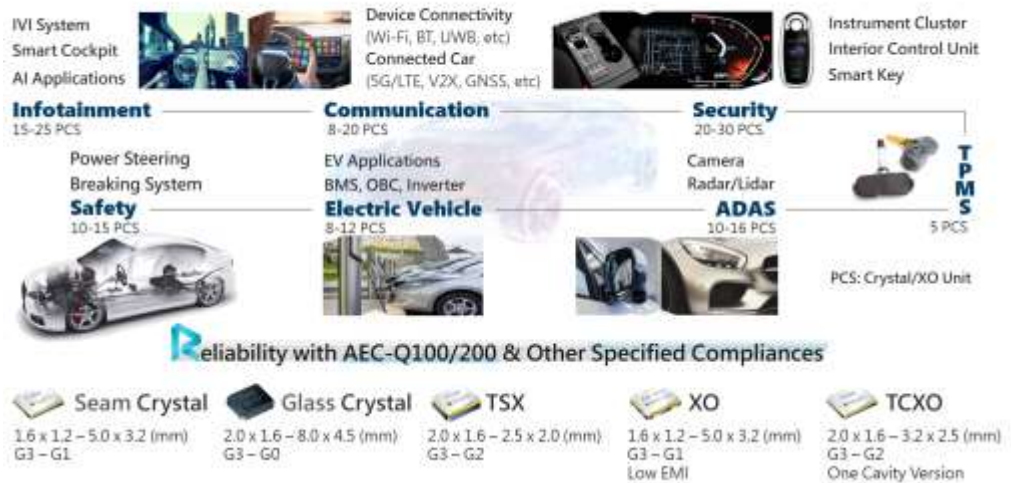 IVI System
Smart Cockpit
AI Applications
Device Connectivity
(Wi-Fi, BT, UWB, etc)
Connected Car
(5G/LTE, V2X, GNSS, etc)
Instrument Cluster
Interior Control Unit
Smart Key
Infotainment
15-25 PCS
Communication
8-20 PCS
Security
20-30 PCS
Power Steering
Breaking System
Safety
10-15 PCS
EV Applications
BMS, OBC, Inverter
Electric Vehicle
8-12 PCS
Camera
Radar/Lidar
ADAS
10-16 PCS
TPMS
5 PCS
PCS: Crystal/XO Unit
Reliability with AEC-Q100/200 & Other Specified Compliances
Seam Crystal
1.6 x 1.2 – 5.0 x 3.2 (mm)
G3 – G1
Glass Crystal
2.0 x 1.6 – 8.0 x 4.5 (mm)
G3 – G0
TSX
2.0 x 1.6 – 2.5 x 2.0 (mm)
G3 – G2
XO
1.6 x 1.2 – 5.0 x 3.2 (mm)
G3 – G1
Low EMI
TCXO
2.0 x 1.6 – 3.2 x 2.5 (mm)
G3 – G2
One Cavity Version